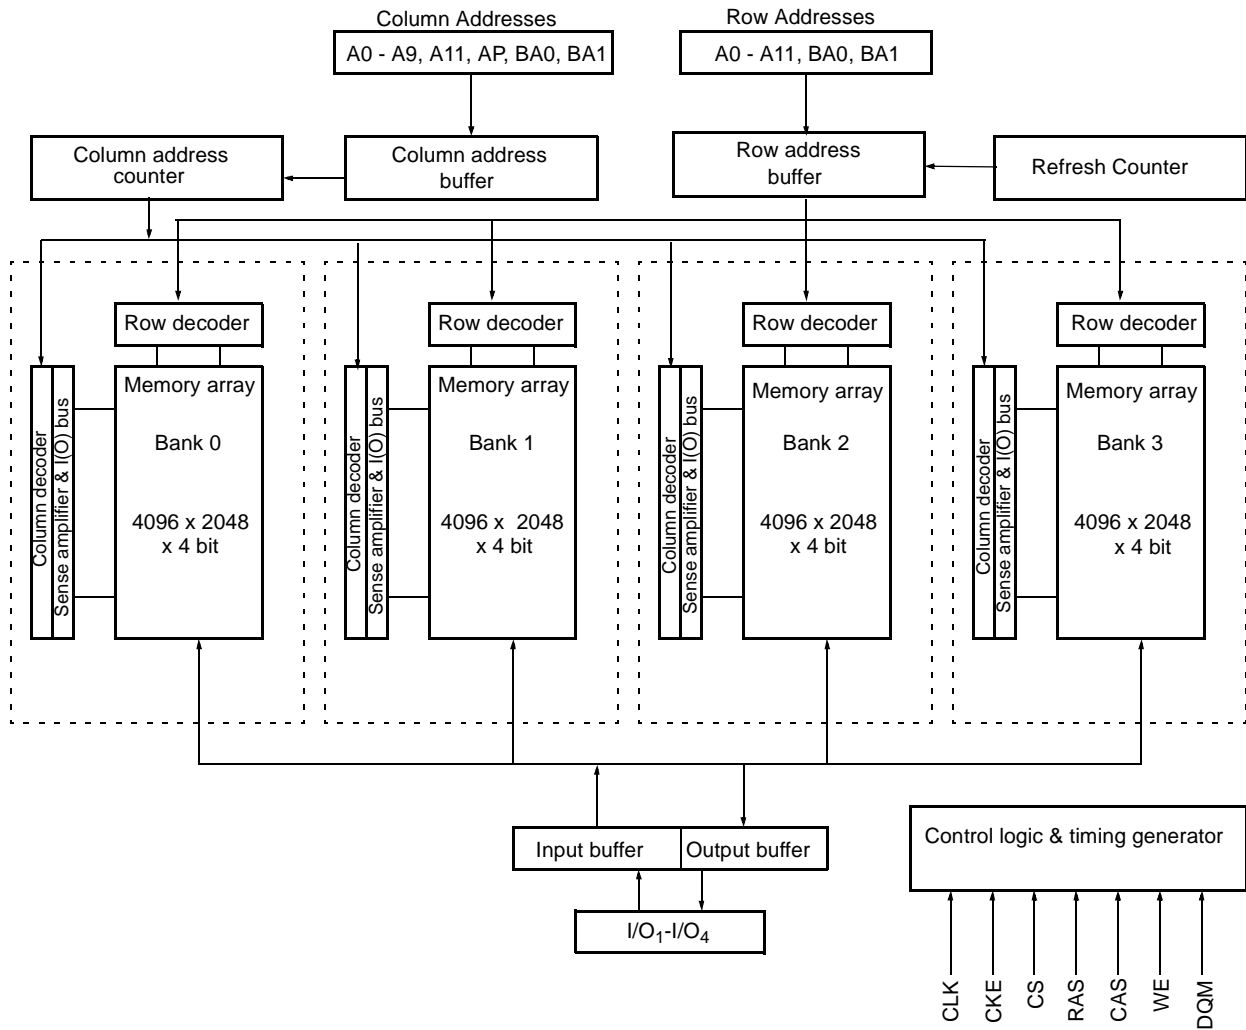 Column Addresses
Row Addresses
A0 - A9, A11, AP, BA0, BA1
A0 - A11, BA0, BA1
Column address
counter
Column address
buffer
Row address
buffer
Refresh Counter
Row decoder
Row decoder
Row decoder
Row decoder
Column decoder
Sense amplifier & I(O) bus
Memory array
Bank 0
4096 x 2048
x 4 bit
Column decoder
Sense amplifier & I(O) bus
Memory array
Bank 1
4096 x 2048
x 4 bit
Column decoder
Sense amplifier & I(O) bus
Memory array
Bank 2
4096 x 2048
x 4 bit
Column decoder
Sense amplifier & I(O) bus
Memory array
Bank 3
4096 x 2048
x 4 bit
Input buffer
Output buffer
I/O1-I/O4
Control logic & timing generator
CLK
CKE
CS
RAS
CAS
WE
DQM